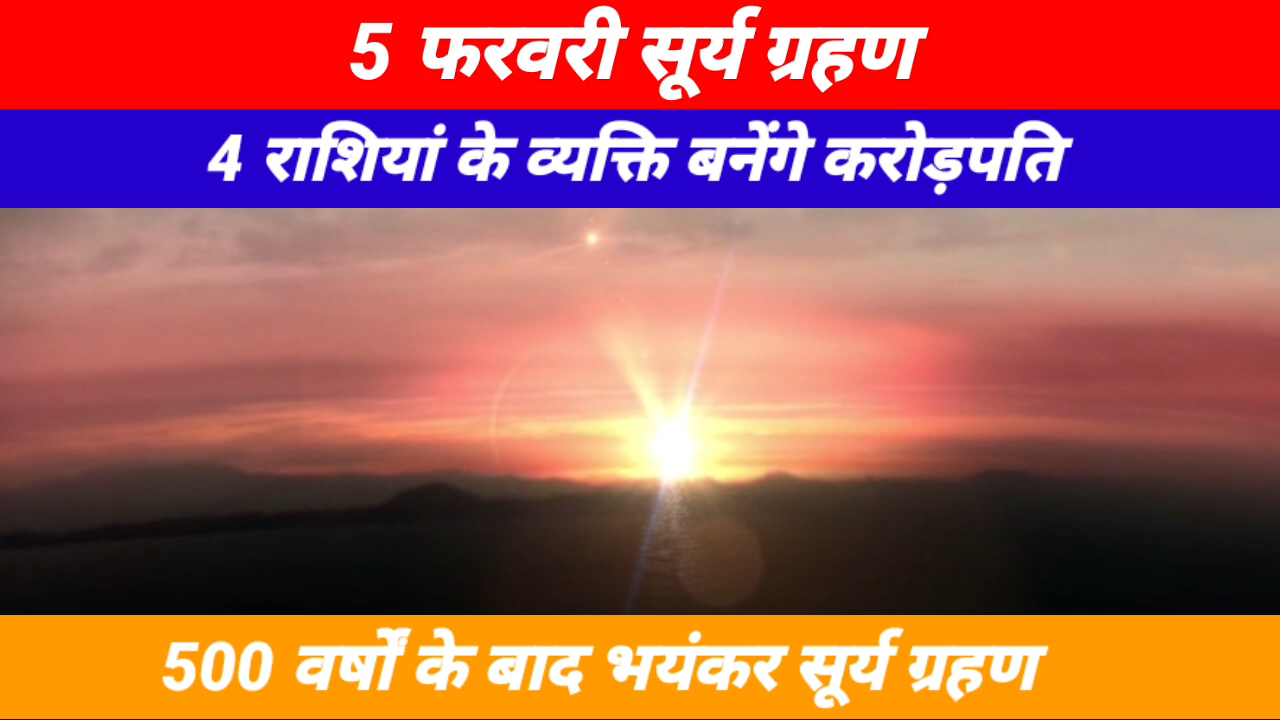 5 फरवरी सूर्य ग्रहण
4 राशियां के व्यक्ति बनेंगे करोड़पति
500 वर्षों के बाद भयंकर सूर्य ग्रहण